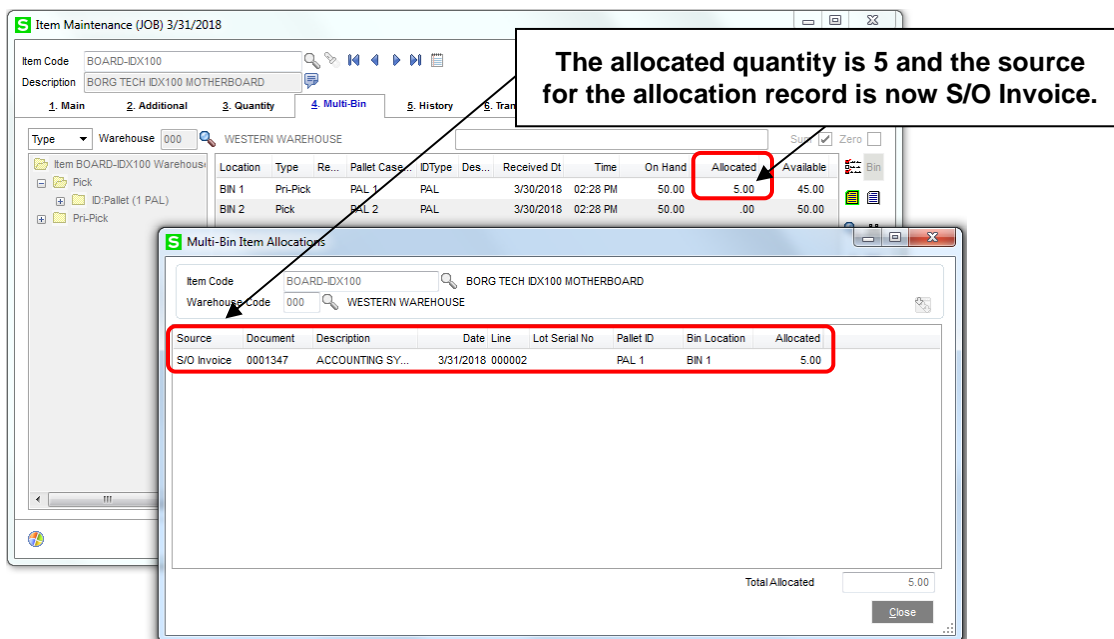 Item Maintenance (JOB) 3/31/2018
The allocated quantity is 5 and the source
for the allocation record is now S/O Invoice.
Item Code BOARD-IDX100
Description BORG TECH IDX100 MOTHERBOARD
1. Main 2. Additional 3. Quantity 4. Multi-Bin 5. History 6. Tran
Type Warehouse 000 WESTERN WAREHOUSE Sum Zero
Item BOARD-IDX100 Warehous
Pick
ID:Pallet (1 PAL)
Pri-Pick
Location Type Re... Pallet Case... IDType Des... Received Dt Time On Hand Allocated Available Bin
BIN 1 Pri-Pick PAL 1 PAL 3/30/2018 02:28 PM 50.00 5.00 45.00
BIN 2 Pick PAL 2 PAL 3/30/2018 02:28 PM 50.00 .00 50.00
Multi-Bin Item Allocations
Item Code BOARD-IDX100 BORG TECH IDX100 MOTHERBOARD
Warehouse Code 000 WESTERN WAREHOUSE
Source Document Description Date Line Lot Serial No Pallet ID Bin Location Allocated
S/O Invoice 0001347 ACCOUNTING SY... 3/31/2018 000002 PAL 1 BIN 1 5.00
Total Allocated 5.00
Close